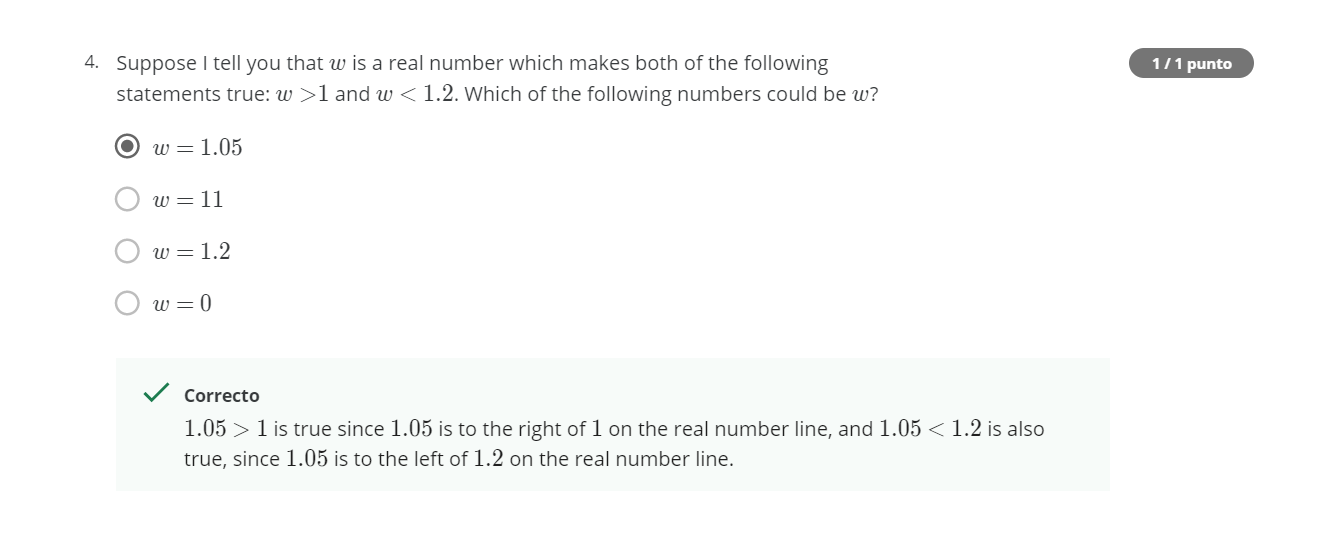 4. Suppose I tell you that w is a real number which makes both of the following
1 / 1 punto
statements true: w >1 and w < 1.2. Which of the following numbers could be w?
w = 1.05
w = 11
w = 1.2
w = 0
Correcto
1.05 > 1 is true since 1.05 is to the right of 1 on the real number line, and 1.05 < 1.2 is also
true, since 1.05 is to the left of 1.2 on the real number line.